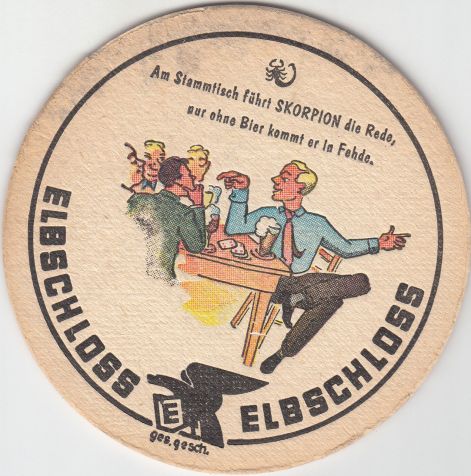 Am Stammtisch führt SKORPION die Rede,
nur ohne Bier kommt er in Fehde.
ELBSCHLOSS
E
ELBSCHLOSS
ges. gesch.